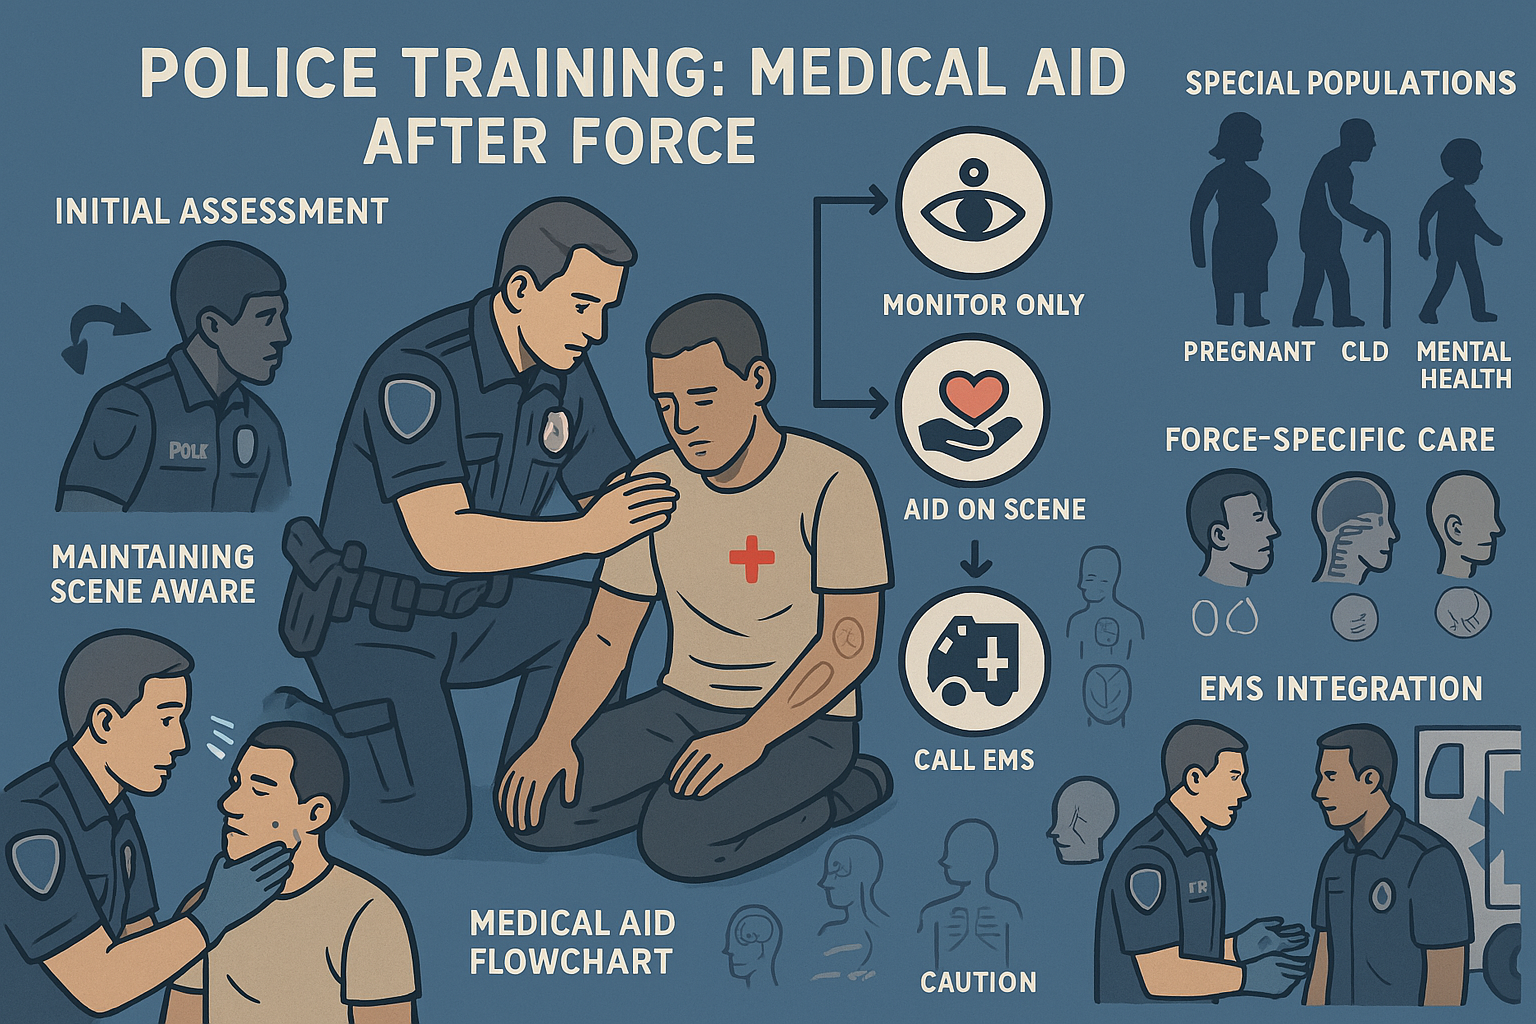 POLICE TRAINING: MEDICAL AID
AFTER FORCE
INITIAL ASSESSMENT
POLK
MAINTAINING
SCENE AWARE
MEDICAL AID
FLOWCHART
MONITOR ONLY
AID ON SCENE
CALL EMS
CAUTION
SPECIAL POPULATIONS
PREGNANT
CLD
MENTAL
HEALTH
FORCE-SPECIFIC CARE
EMS INTEGRATION
TR